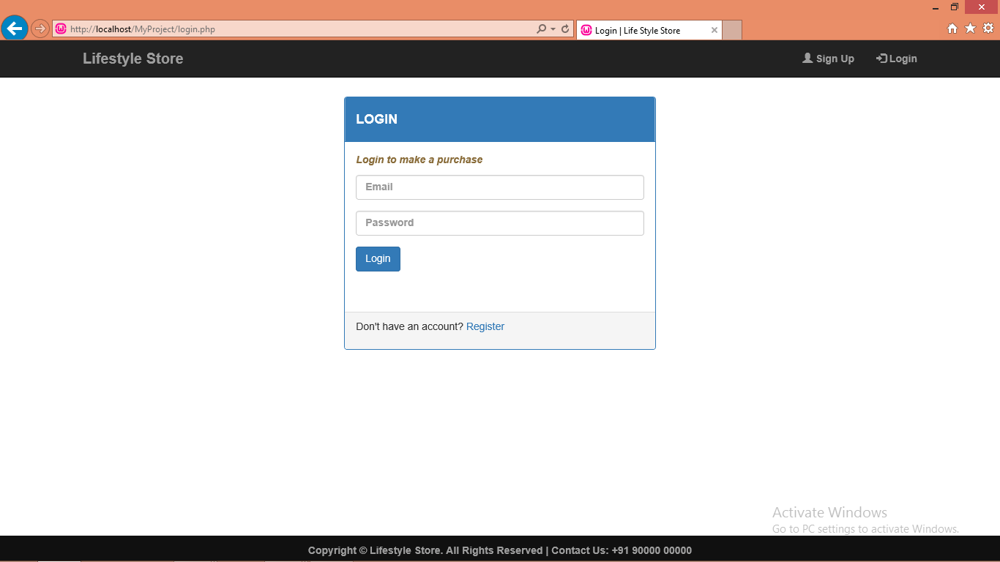 http://localhost/MyProject/login.php
Login | Life Style Store
Lifestyle Store
Sign Up
Login
LOGIN
Login to make a purchase
Email
Password
Login
Don't have an account? Register
Activate Windows
Go to PC settings to activate Windows.
Copyright © Lifestyle Store. All Rights Reserved | Contact Us: +91 90000 00000